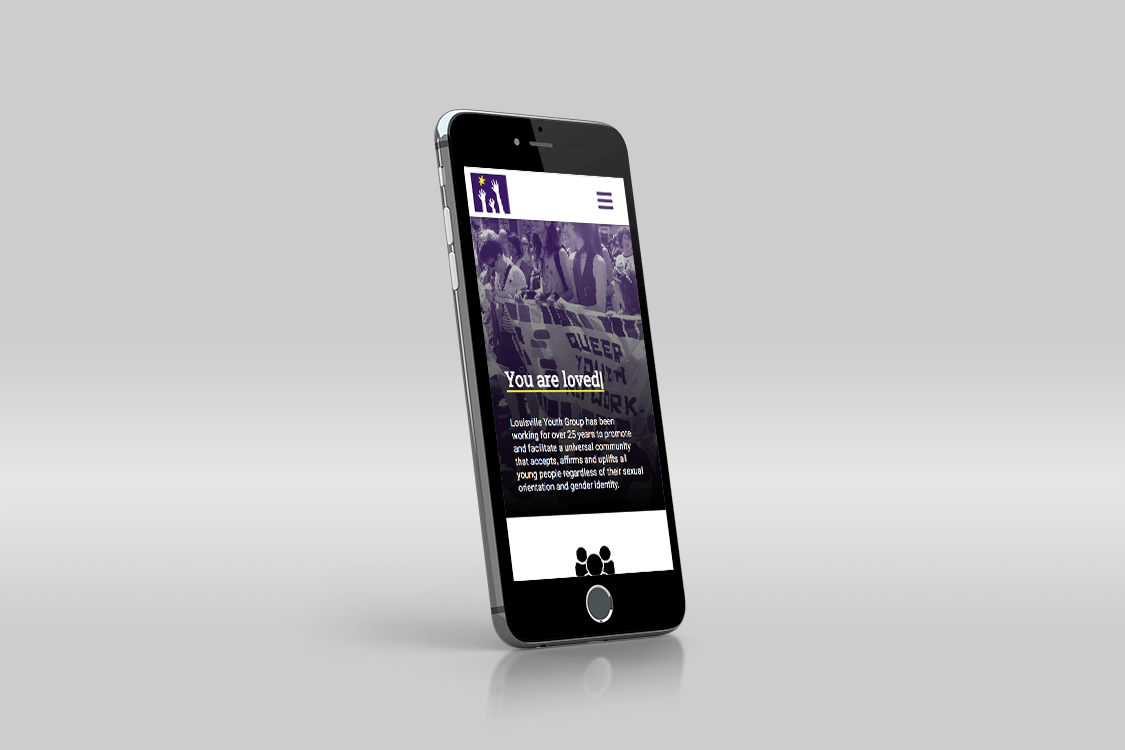 QUEER
YOUTH
NETWORK
You are loved
Louisville Youth Group has been
working for over 25 years to promote
and facilitate a universal community
that accepts, affirms and uplifts all
young people regardless of their sexual
orientation and gender identity.